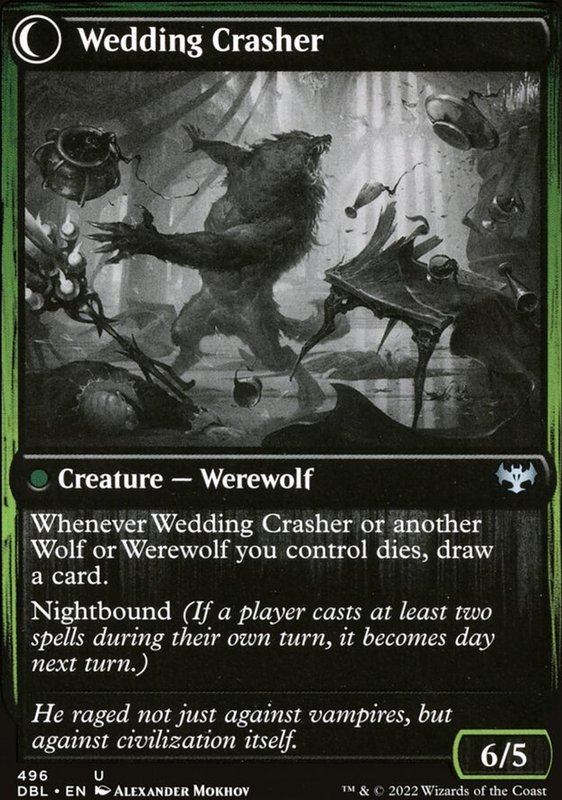 Wedding Crasher
Creature — Werewolf
Whenever Wedding Crasher or another
Wolf or Werewolf you control dies, draw
a card.
Nightbound (If a player casts at least two
spells during their own turn, it becomes day
next turn.)
He raged not just against vampires, but
against civilization itself.
6/5
496 U
DBL • EN Alexander Mokhov
™ & © 2022 Wizards of the Coast